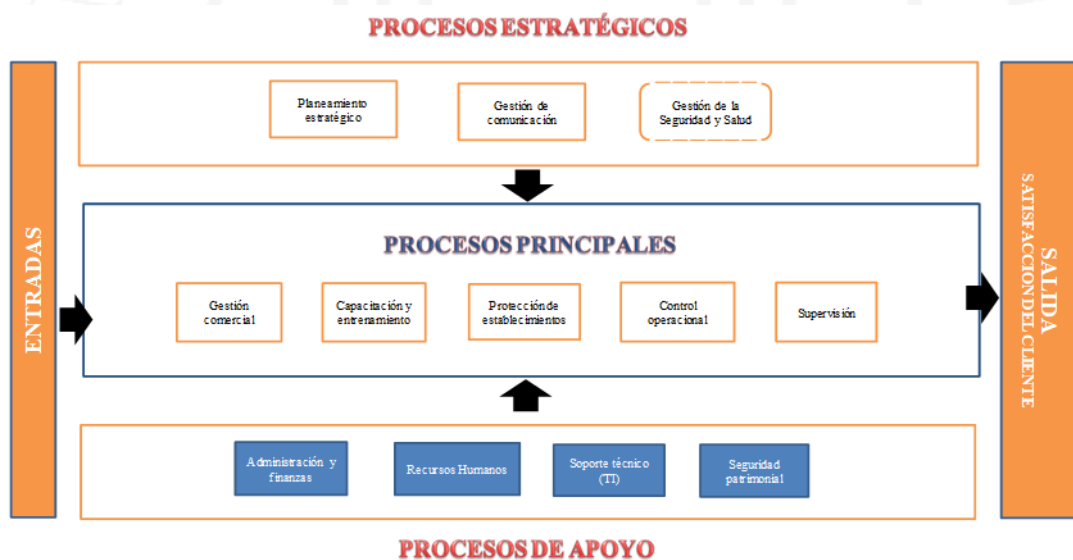 PROCESOS ESTRATÉGICOS
Planeamiento
estratégico
Gestión de
comunicación
Gestión de la
Seguridad y Salud
ENTRADAS
PROCESOS PRINCIPALES
Gestión
comercial
Capacitación y
entrenamiento
Protección de
establecimientos
Control
operacional
Supervisión
SALIDA
SATISFACCION DEL CLIENTE
Administración y
finanzas
Recursos Humanos
Soporte técnico
(TI)
Seguridad
patrimonial
PROCESOS DE APOYO